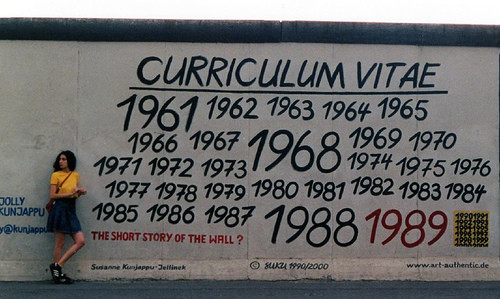 CURRICULUM VITAE
1961 1962 1963 1964 1965
1966 1967 1968 1969 1970
1971 1972 1973 1974 1975 1976
1977 1978 1979 1980 1981 1982 1983 1984
1985 1986 1987 1988 1989
THE SHORT STORY OF THE WALL ?
JOLLY
KUNJAPPU
y@kunjappu
Susanne Kunjappu-Jellinek
© SUKU 1990/2000
www.art-authentic.de